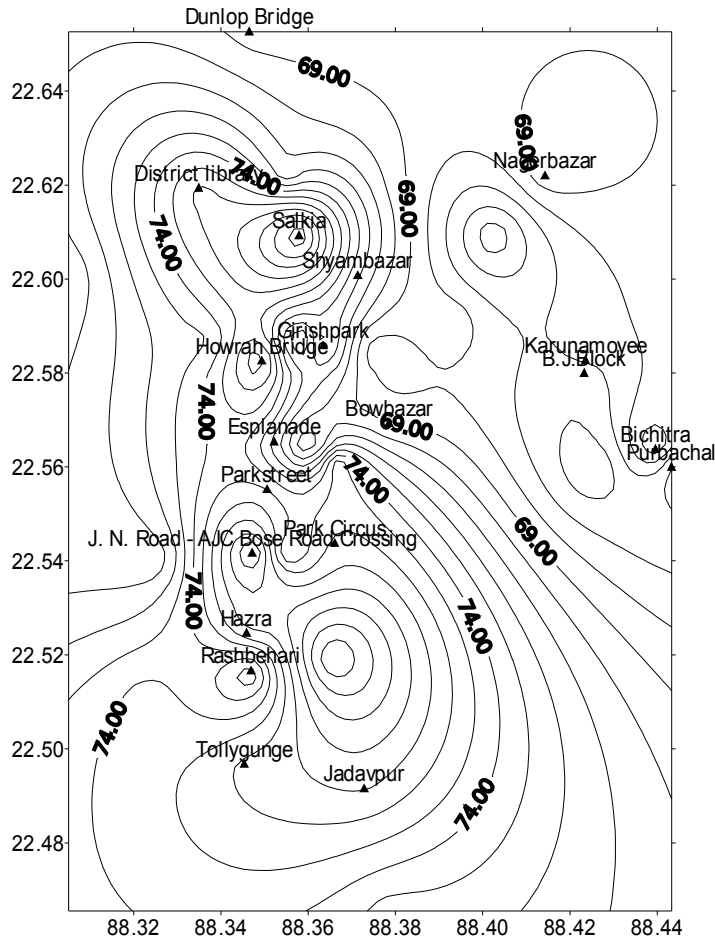 Dunlop Bridge
69.00
22.64
69.00
Nagerbazar
District library
74.00
22.62
69.00
Salkia
74.00
Shyambazar
22.60
Girishpark
Howrah Bridge
Karunamoyee
B.J.Block
22.58
74.00
Bowbazar
69.00
Esplanade
Bichitra
Purbachal
22.56
Parkstreet
74.00
Park Circus
J. N. Road - AJC Bose Road Crossing
69.00
22.54
74.00
Hazra
74.00
Rashbehari
22.52
74.00
Tollygunge
22.50
Jadavpur
74.00
22.48
88.32 88.34 88.36 88.38 88.40 88.42 88.44